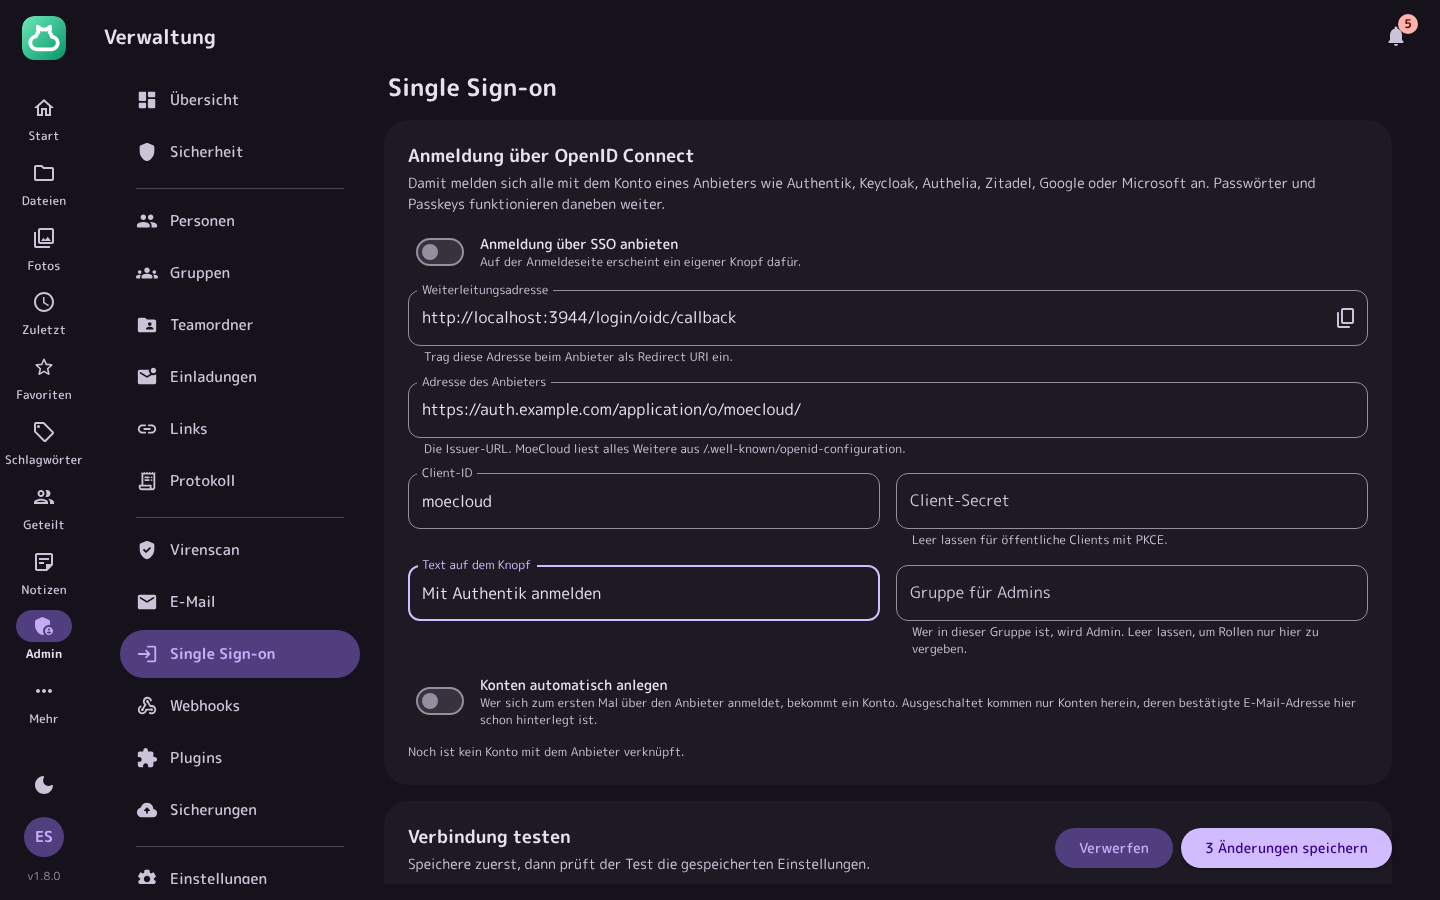 Verwaltung
5
Start
Dateien
Fotos
Zuletzt
Favoriten
Schlagwörter
Geteilt
Notizen
Admin
Mehr
ES
v1.8.0
Übersicht
Sicherheit
Personen
Gruppen
Teamordner
Einladungen
Links
Protokoll
Virenscan
E-Mail
Single Sign-on
Webhooks
Plugins
Sicherungen
Einstellungen
Single Sign-on
Anmeldung über OpenID Connect
Damit melden sich alle mit dem Konto eines Anbieters wie Authentik, Keycloak, Authelia, Zitadel, Google oder Microsoft an. Passwörter und
Passkeys funktionieren daneben weiter.
Anmeldung über SSO anbieten
Auf der Anmeldeseite erscheint ein eigener Knopf dafür.
Weiterleitungsadresse
http://localhost:3944/login/oidc/callback
Trag diese Adresse beim Anbieter als Redirect URI ein.
Adresse des Anbieters
https://auth.example.com/application/o/moecloud/
Die Issuer-URL. MoeCloud liest alles Weitere aus /.well-known/openid-configuration.
Client-ID
moecloud
Client-Secret
Leer lassen für öffentliche Clients mit PKCE.
Text auf dem Knopf
Mit Authentik anmelden
Gruppe für Admins
Wer in dieser Gruppe ist, wird Admin. Leer lassen, um Rollen nur hier zu
vergeben.
Konten automatisch anlegen
Wer sich zum ersten Mal über den Anbieter anmeldet, bekommt ein Konto. Ausgeschaltet kommen nur Konten herein, deren bestätigte E-Mail-Adresse hier
schon hinterlegt ist.
Noch ist kein Konto mit dem Anbieter verknüpft.
Verbindung testen
Speichere zuerst, dann prüft der Test die gespeicherten Einstellungen.
Verwerfen
3 Änderungen speichern